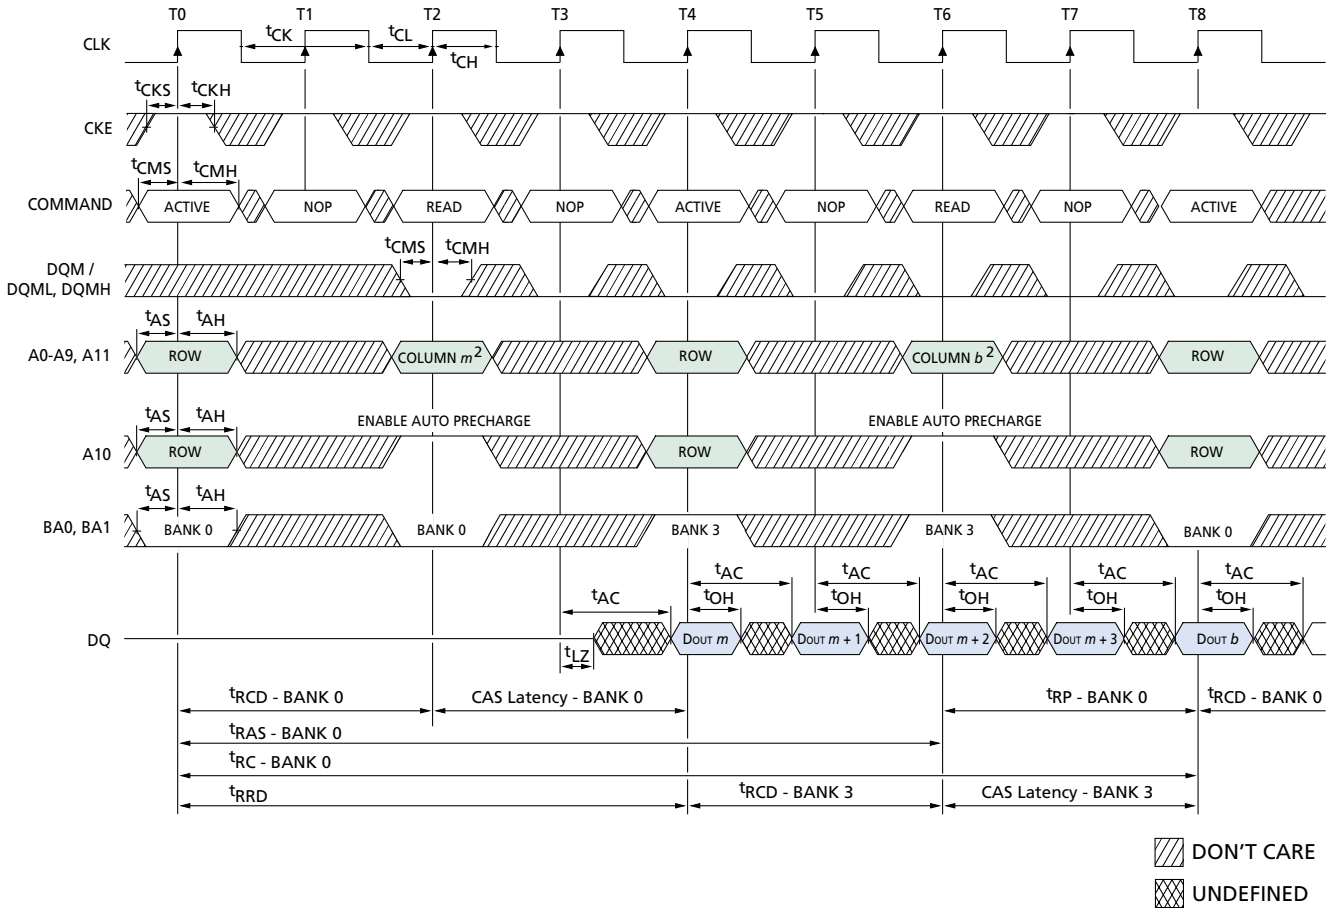 T0 T1 T2 T3 T4 T5 T6 T7 T8
CLK
tCK tCL
tCH
tCKS tCKH
CKE
tCMS tCMH
COMMAND ACTIVE NOP READ NOP ACTIVE NOP READ NOP ACTIVE
tCMS tCMH
DQM /
DQML, DQMH
tAS tAH
A0-A9, A11 ROW COLUMN m2 ROW COLUMN b 2 ROW
tAS tAH ENABLE AUTO PRECHARGE ENABLE AUTO PRECHARGE
A10 ROW ROW ROW
tAS tAH
BA0, BA1 BANK 0 BANK 0 BANK 3 BANK 3 BANK 0
tAC tAC tAC tAC tAC
tAC tOH tOH tOH tOH tOH
DQ DOUT m DOUT m + 1 DOUT m + 2 DOUT m + 3 DOUT b
tLZ
tRCD - BANK 0 CAS Latency - BANK 0 tRP - BANK 0 tRCD - BANK 0
tRAS - BANK 0
tRC - BANK 0
tRRD tRCD - BANK 3 CAS Latency - BANK 3
DON'T CARE
UNDEFINED